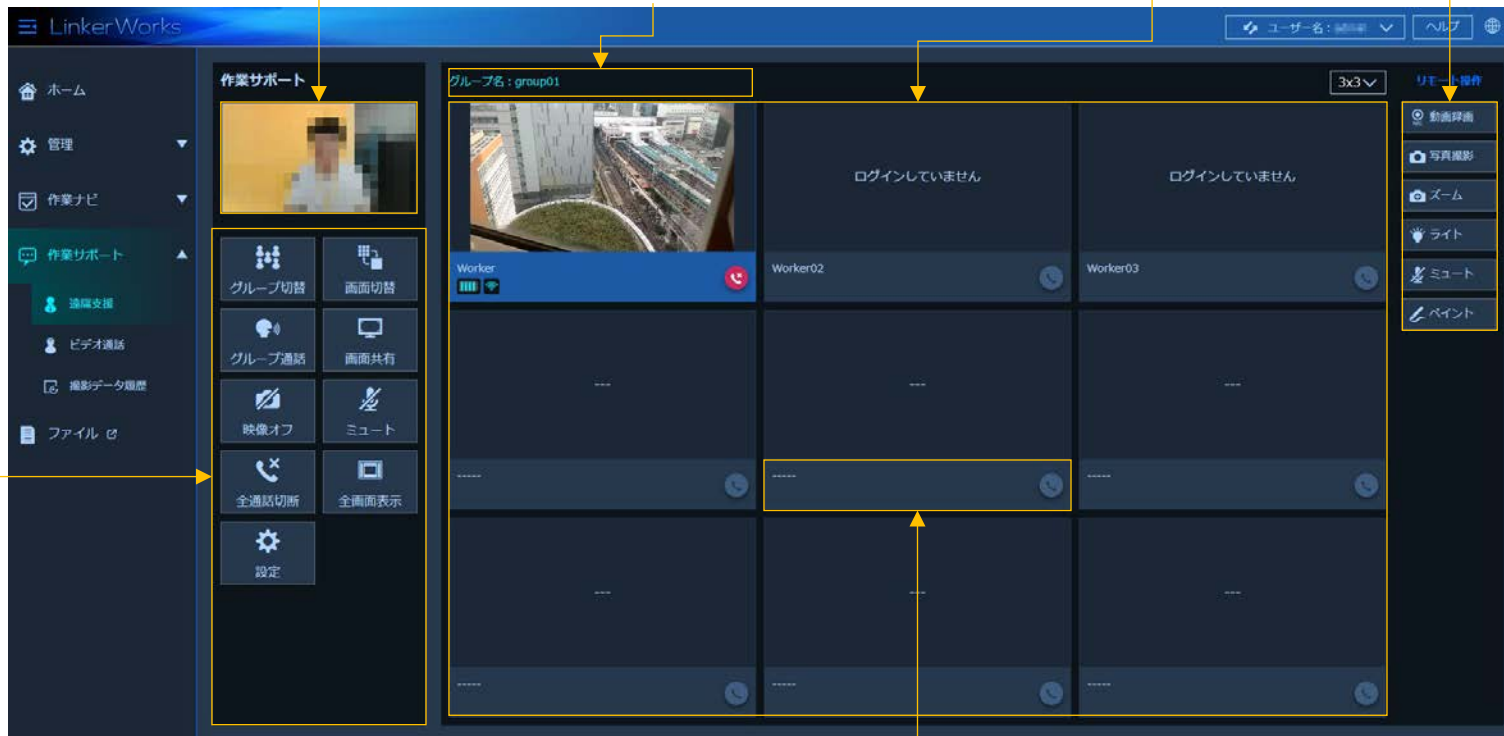 LinkerWorks
ユーザー名：
ヘルプ
ホーム
管理
作業ナビ
作業サポート
遠隔支援
ビデオ通話
撮影データ履歴
ファイル
作業サポート
グループ切替
画面切替
グループ通話
画面共有
映像オフ
ミュート
全通話切断
全画面表示
設定
グループ名：group01
3x3
Worker
ログインしていません
Worker02
ログインしていません
Worker03
---
-----
---
-----
---
-----
---
-----
---
-----
---
-----
リモート操作
動画録画
写真撮影
ズーム
ライト
ミュート
ペイント